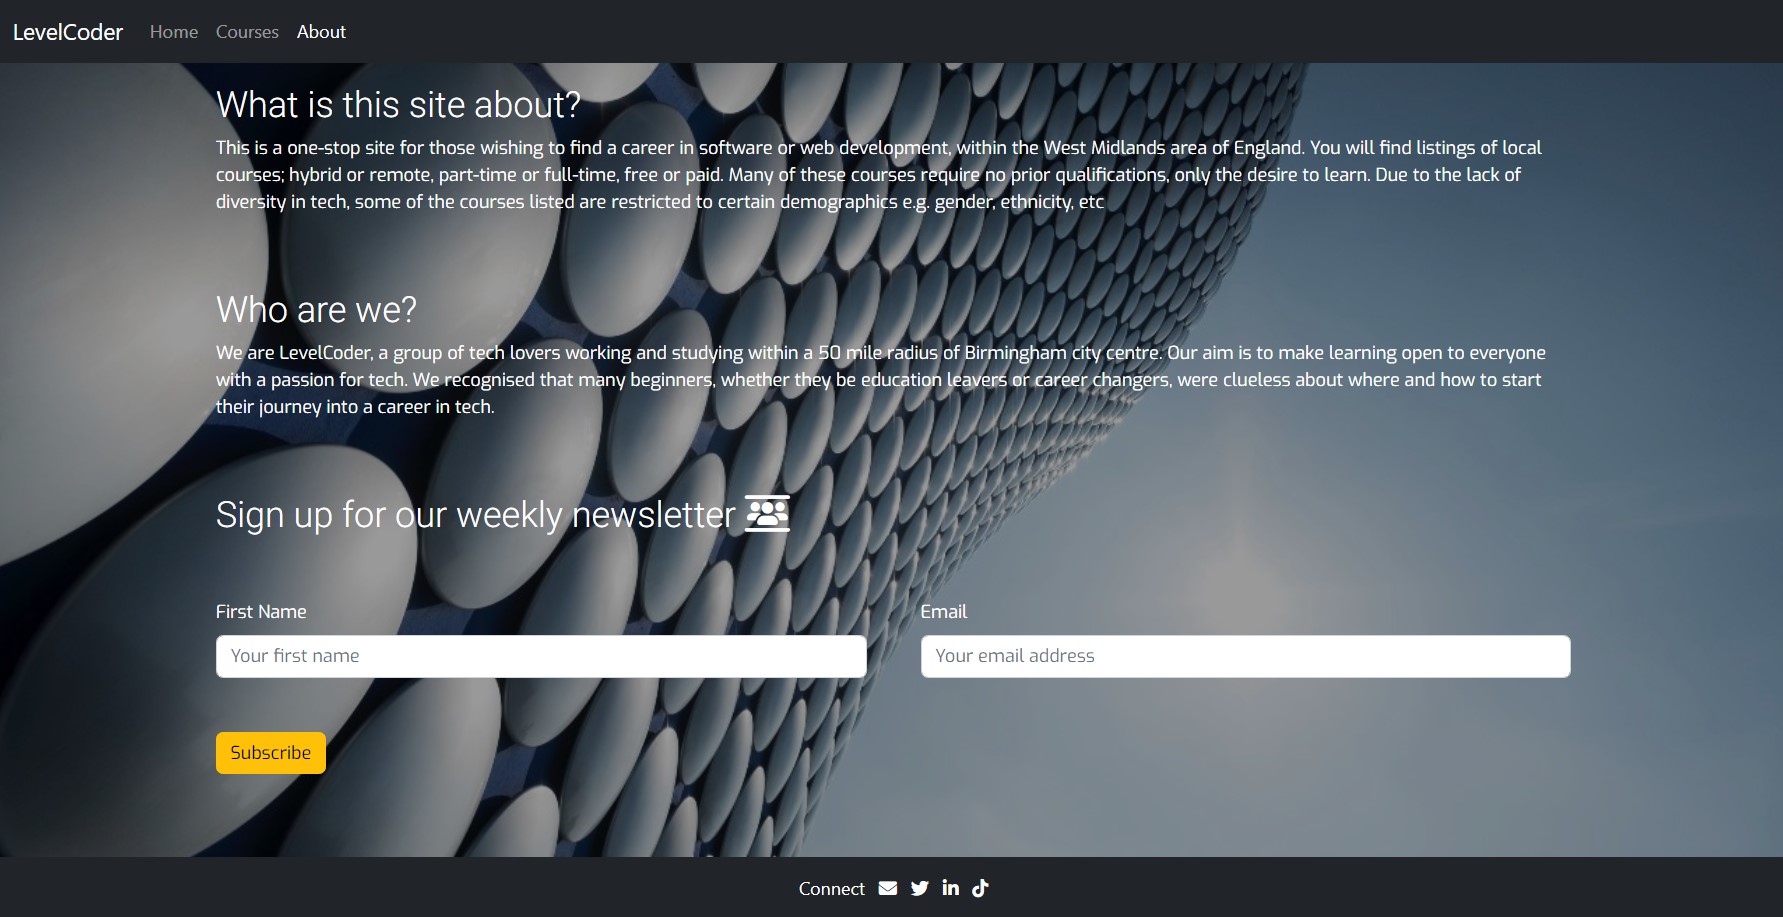 LevelCoder Home Courses About
What is this site about?
This is a one-stop site for those wishing to find a career in software or web development, within the West Midlands area of England. You will find listings of local
courses; hybrid or remote, part-time or full-time, free or paid. Many of these courses require no prior qualifications, only the desire to learn. Due to the lack of
diversity in tech, some of the courses listed are restricted to certain demographics e.g. gender, ethnicity, etc
Who are we?
We are LevelCoder, a group of tech lovers working and studying within a 50 mile radius of Birmingham city centre. Our aim is to make learning open to everyone
with a passion for tech. We recognised that many beginners, whether they be education leavers or career changers, were clueless about where and how to start
their journey into a career in tech.
Sign up for our weekly newsletter
First Name
Your first name
Email
Your email address
Subscribe
Connect